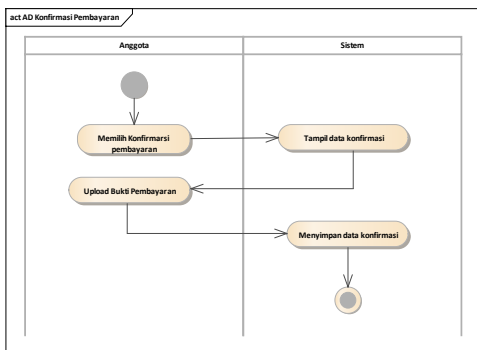 act AD Konfirmasi Pembayaran
Anggota
Sistem
Memilih Konfirmarsi
pembayaran
Tampil data konfirmasi
Upload Bukti Pembayaran
Menyimpan data konfirmasi